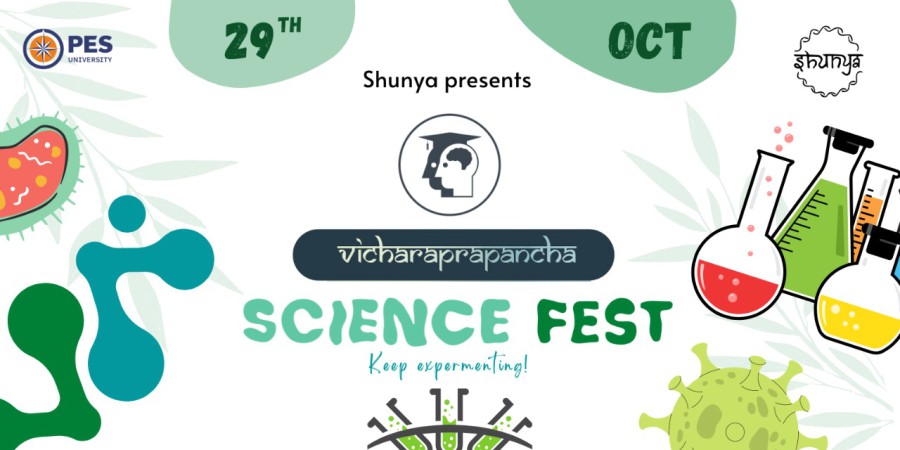 PES
UNIVERSITY
29TH
OCT
shunya
Shunya presents
vicharaprapancha
SCIENCE FEST
Keep expermenting!